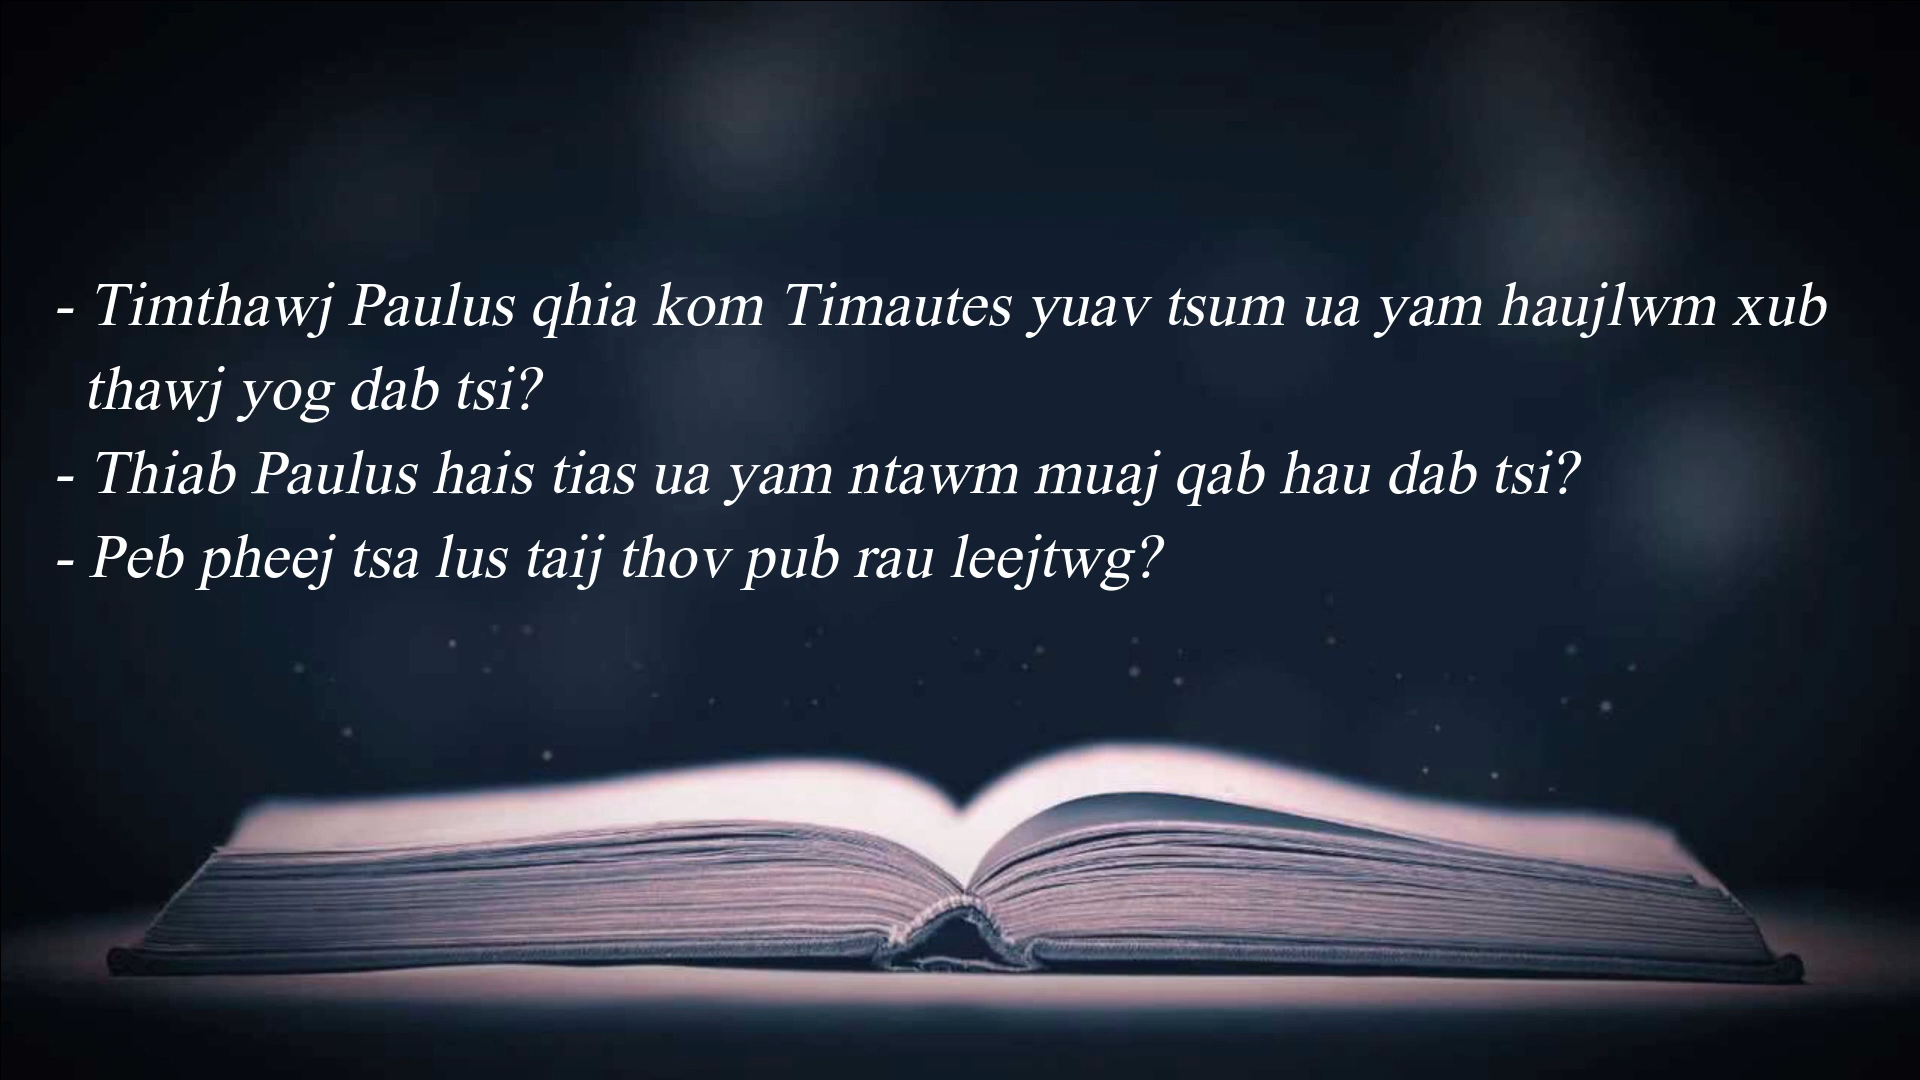 - Timthawj Paulus qhia kom Timautes yuav tsum ua yam haujlwm xub
thawj yog dab tsi?
- Thiab Paulus hais tias ua yam ntawm muaj qab hau dab tsi?
- Peb pheej tsa lus taij thov pub rau leejtwg?